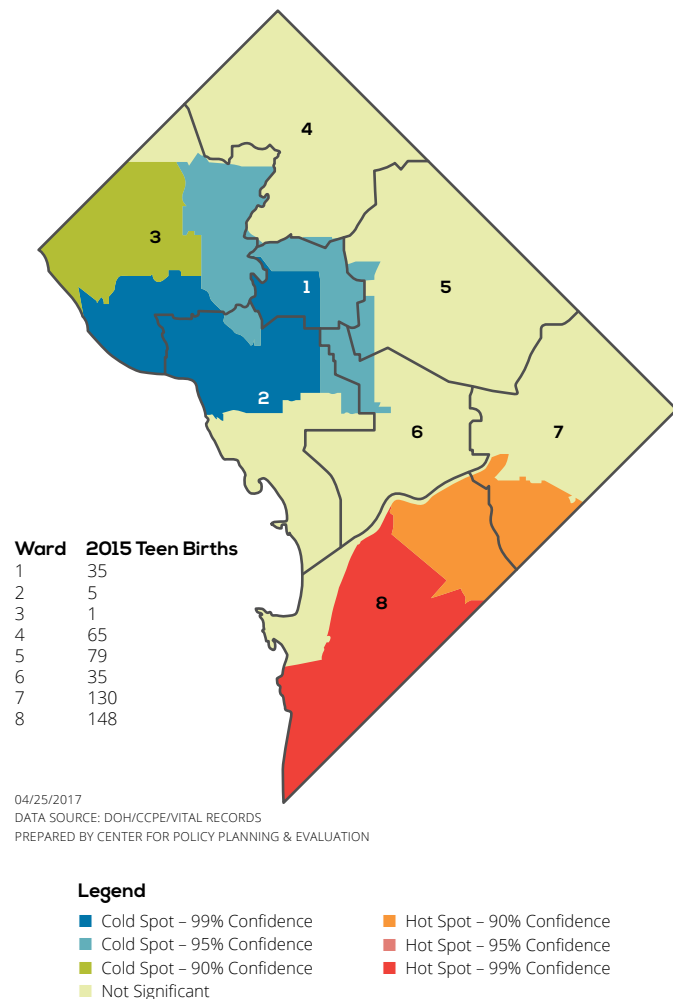 4
3
5
1
2
6
7
8
Ward 2015 Teen Births
1 35
2 5
3 1
4 65
5 79
6 35
7 130
8 148
04/25/2017
DATA SOURCE: DOH/CCPE/VITAL RECORDS
PREPARED BY CENTER FOR POLICY PLANNING & EVALUATION
Legend
Cold Spot – 99% Confidence
Cold Spot – 95% Confidence
Cold Spot – 90% Confidence
Not Significant
Hot Spot – 90% Confidence
Hot Spot – 95% Confidence
Hot Spot – 99% Confidence